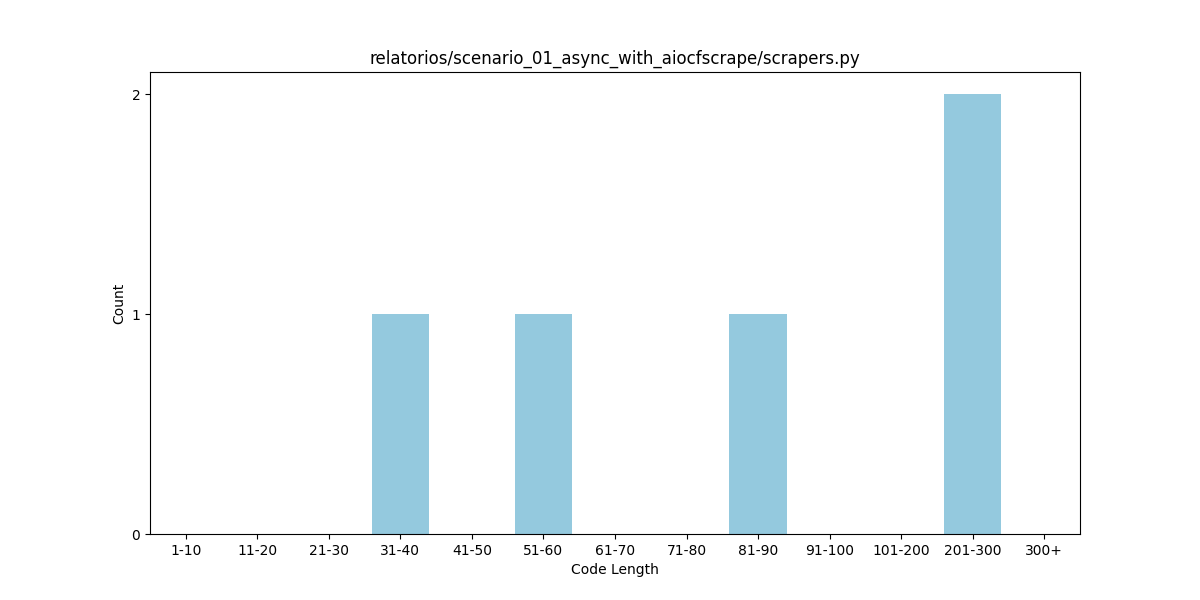 relatorios/scenario_01_async_with_aiocfscrape/scrapers.py
2
1
0
Count
1-10 11-20 21-30 31-40 41-50 51-60 61-70 71-80 81-90 91-100 101-200 201-300 300+
Code Length